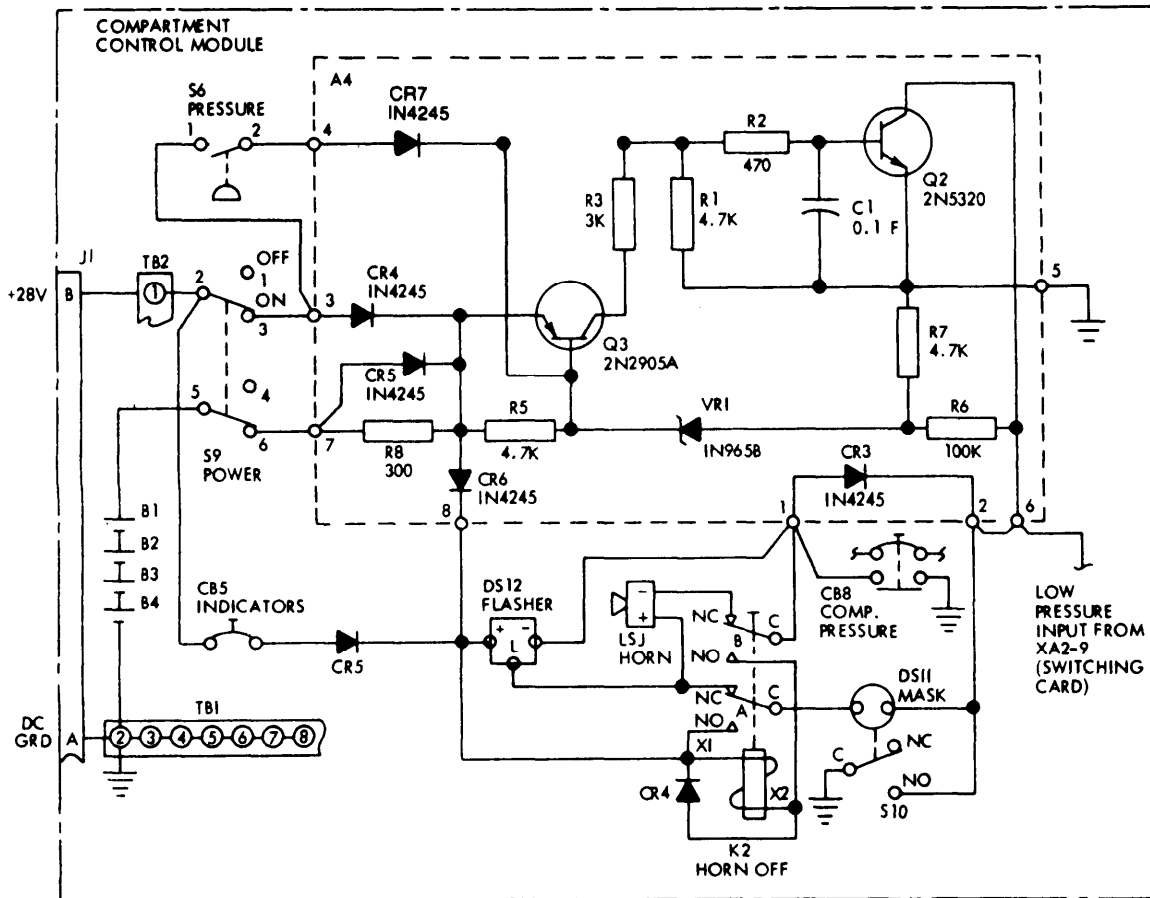 COMPARTMENT
CONTROL MODULE
A4
S6
PRESSURE
1
2
4
CR7
IN4245
R2
470
Q2
2N5320
R3
3K
R1
4.7K
C1
0.1 F
J1
+28V
B
TB2
1
2
OFF
1
ON
3
3
CR4
IN4245
Q3
2N2905A
5
R7
4.7K
CR5
IN4245
5
4
6
S9
POWER
7
R8
300
R5
4.7K
VR1
IN965B
R6
100K
CR6
IN4245
8
CR3
IN4245
1
2
6
B1
B2
B3
B4
CB5
INDICATORS
CR5
DS12
FLASHER
+
-
L
-
+
LSJ
HORN
NC
C
B
NO
NC
C
A
NO
X1
CB8
COMP.
PRESSURE
LOW
PRESSURE
INPUT FROM
XA2-9
(SWITCHING
CARD)
DS11
MASK
C
NC
NO
S10
DC
GRD
A
TB1
2 3 4 5 6 7 8
CR4
X2
K2
HORN OFF